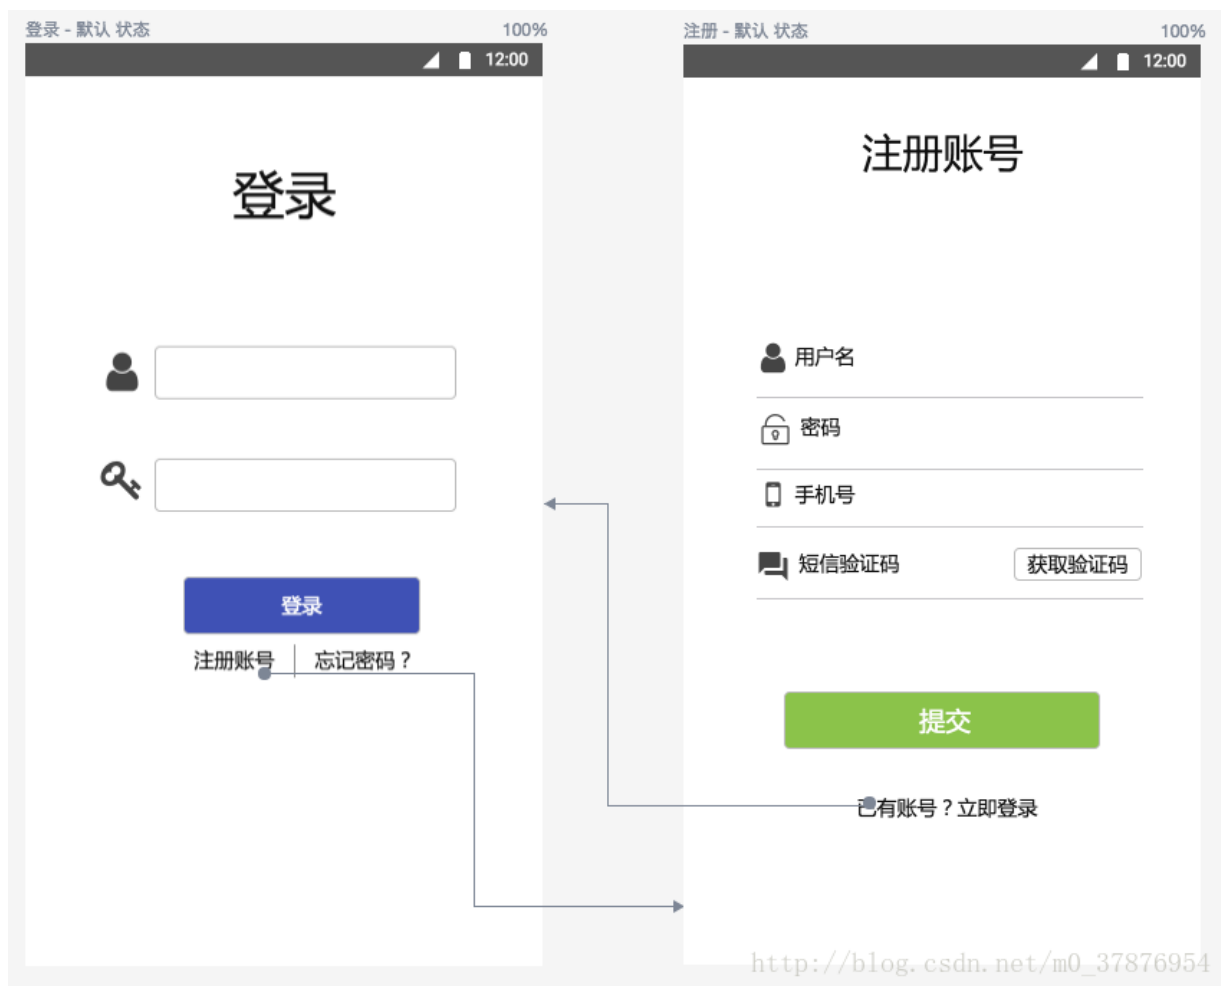 登录 - 默认 状态 100%
12:00
登录
登录
注册账号 忘记密码？
注册 - 默认 状态 100%
12:00
注册账号
用户名
密码
手机号
短信验证码 获取验证码
提交
已有账号？立即登录
http://blog.csdn.net/m0_37876954